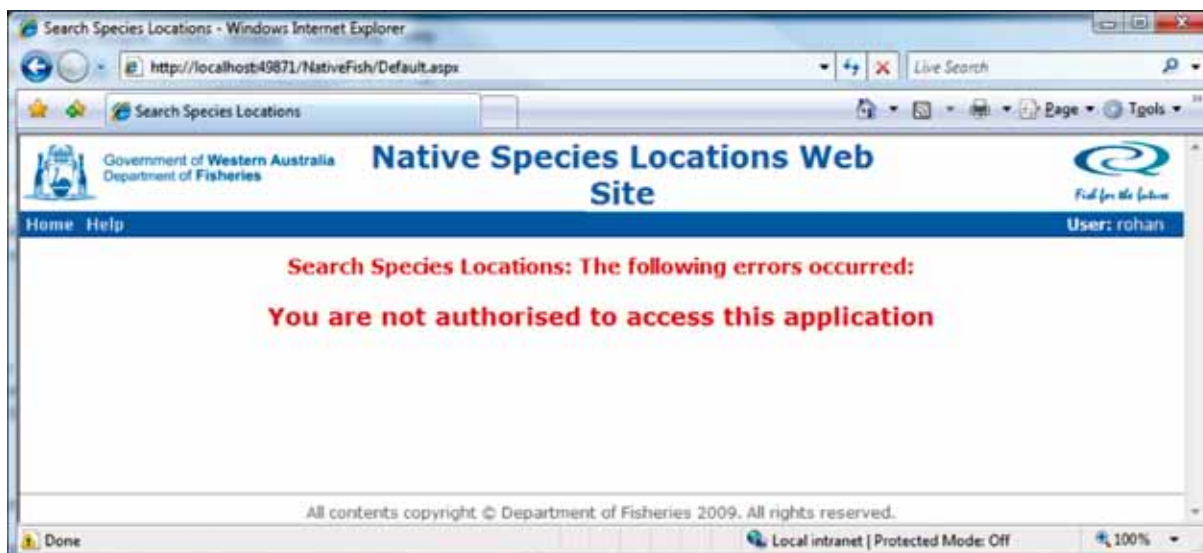 Search Species Locations - Windows Internet Explorer
http://localhost:49871/NativeFish/Default.aspx
Live Search
Search Species Locations
Page
Tools
Government of Western Australia
Department of Fisheries
Native Species Locations Web
Site
Fish for the future
Home Help
User: rohan
Search Species Locations: The following errors occurred:
You are not authorised to access this application
All contents copyright © Department of Fisheries 2009. All rights reserved.
Done
Local intranet | Protected Mode: Off
100%